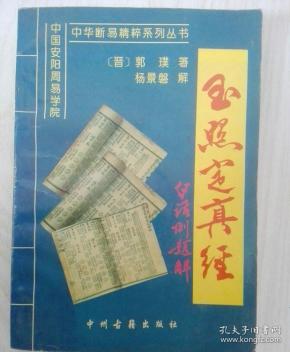 中华断易精粹系列丛书
中国安阳周易学院
〔晋〕郭 璞 著
杨景磐 解
玉照定真经
白话例题解
中州古籍出版社
孔夫子旧书网